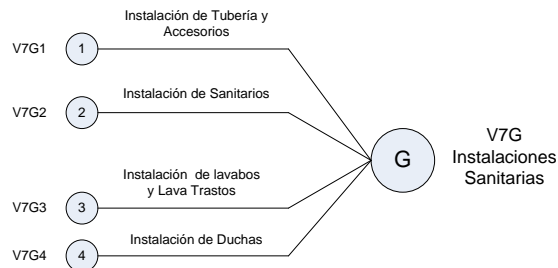 Instalación de Tubería y
Accesorios
V7G1
1
Instalación de Sanitarios
V7G2
2
V7G
Instalaciones
Sanitarias
G
Instalación de lavabos
y Lava Trastos
V7G3
3
Instalación de Duchas
V7G4
4